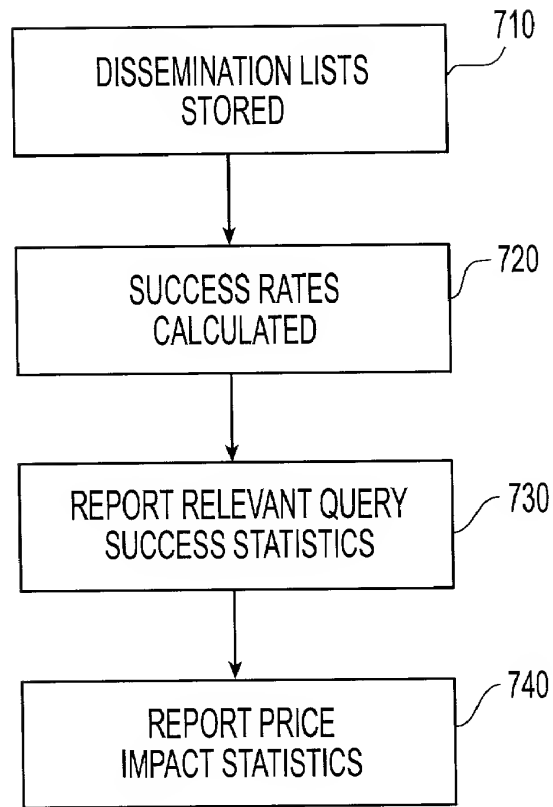 710
DISSEMINATION LISTS
STORED
720
SUCCESS RATES
CALCULATED
730
REPORT RELEVANT QUERY
SUCCESS STATISTICS
740
REPORT PRICE
IMPACT STATISTICS